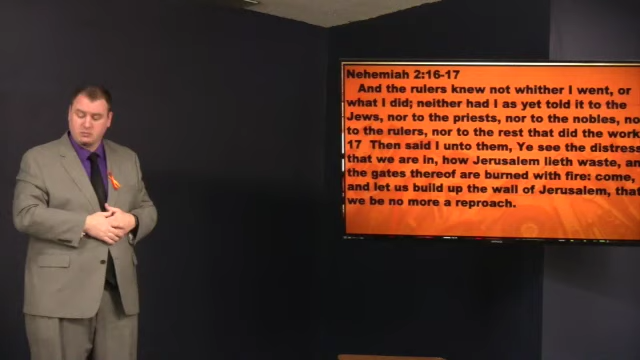 Nehemiah 2:16-17
And the rulers knew not whither I went, or
what I did; neither had I as yet told it to the
Jews, nor to the priests, nor to the nobles, no
to the rulers, nor to the rest that did the work
17 Then said I unto them, Ye see the distress
that we are in, how Jerusalem lieth waste, an
the gates thereof are burned with fire: come,
and let us build up the wall of Jerusalem, that
we be no more a reproach.